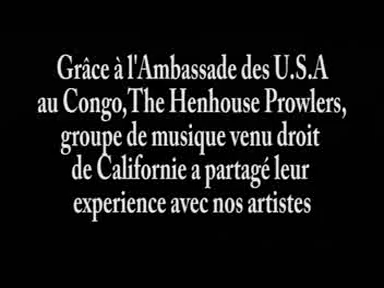 Grâce à l'Ambassade des U.S.A
au Congo,The Henhouse Prowlers,
groupe de musique venu droit
de Californie a partagé leur
experience avec nos artistes